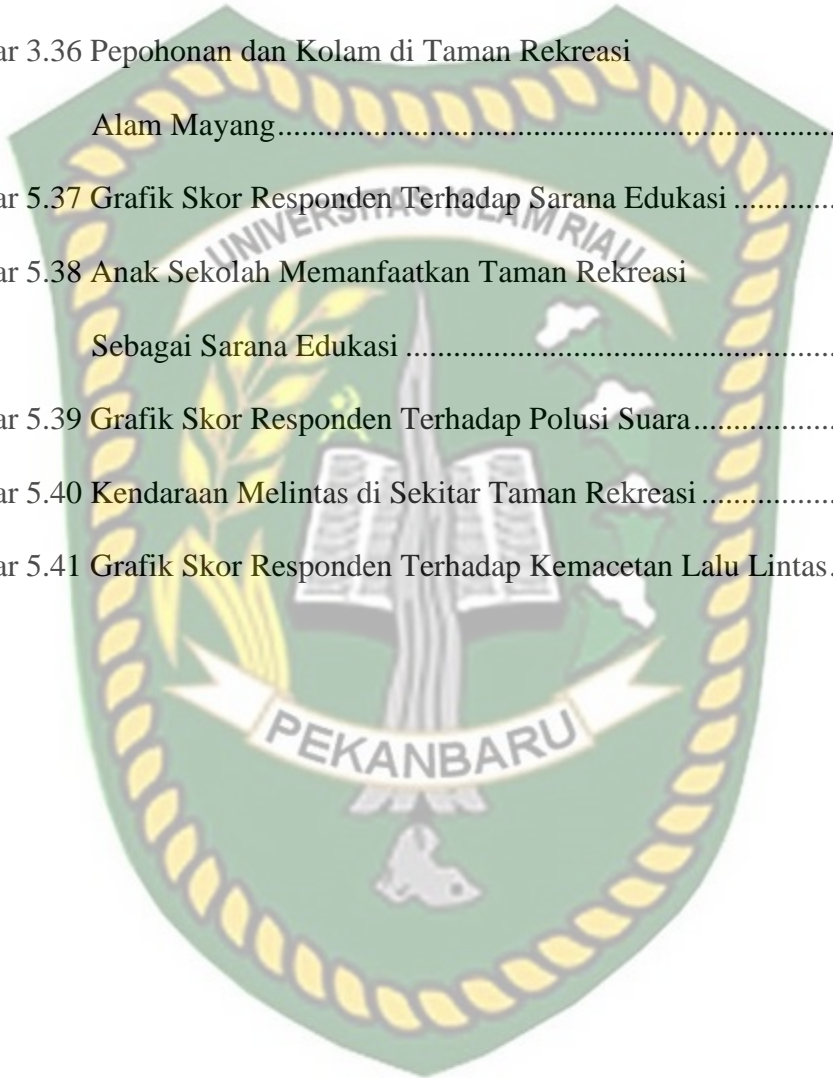 ar 3.36 Pepohonan dan Kolam di Taman Rekreasi
Alam Mayang....................................................................................
ar 5.37 Grafik Skor Responden Terhadap Sarana Edukasi .............
UNIVERSITAS ISLAM RIAU
ar 5.38 Anak Sekolah Memanfaatkan Taman Rekreasi
Sebagai Sarana Edukasi ................................................................
ar 5.39 Grafik Skor Responden Terhadap Polusi Suara...................
ar 5.40 Kendaraan Melintas di Sekitar Taman Rekreasi ..................
ar 5.41 Grafik Skor Responden Terhadap Kemacetan Lalu Lintas.
PEKANBARU